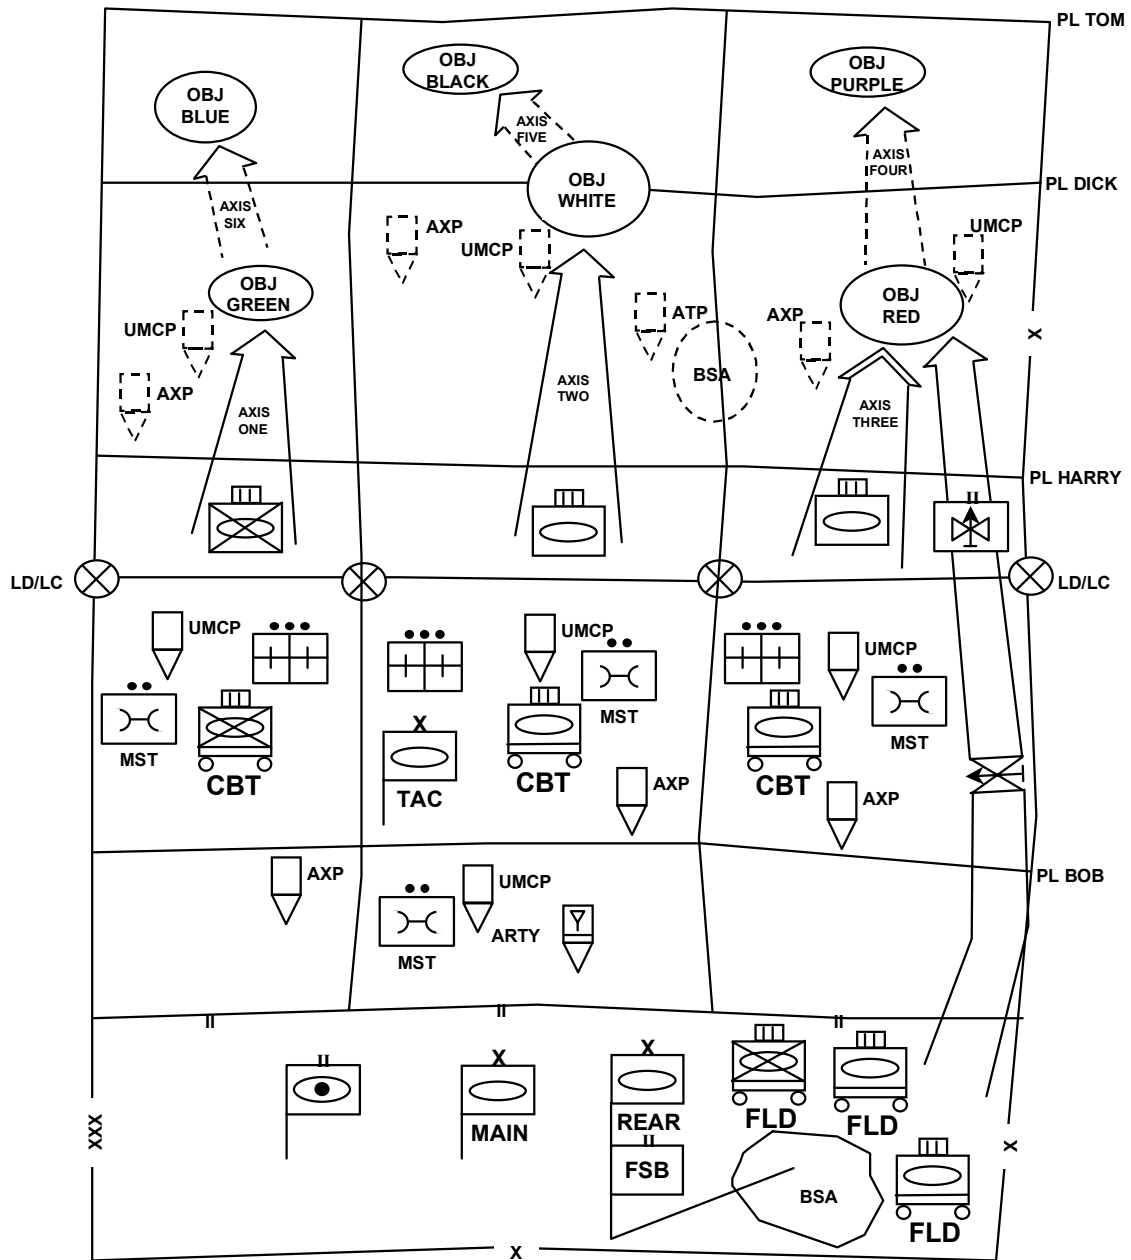 PL TOM
OBJ
BLACK
OBJ
PURPLE
OBJ
BLUE
AXIS
FIVE
AXIS
FOUR
OBJ
WHITE
PL DICK
AXIS
SIX
AXP
UMCP
UMCP
OBJ
GREEN
OBJ
RED
UMCP
ATP
AXP
X
AXP
BSA
AXIS
ONE
AXIS
TWO
AXIS
THREE
PL HARRY
II
LD/LC
LD/LC
UMCP
UMCP
UMCP
MST
MST
MST
X
CBT
TAC
CBT
CBT
AXP
AXP
AXP
UMCP
PL BOB
ARTY
MST
II
II
II
II
X
X
MAIN
REAR
FLD
FLD
XXX
X
II
FSB
BSA
FLD
X